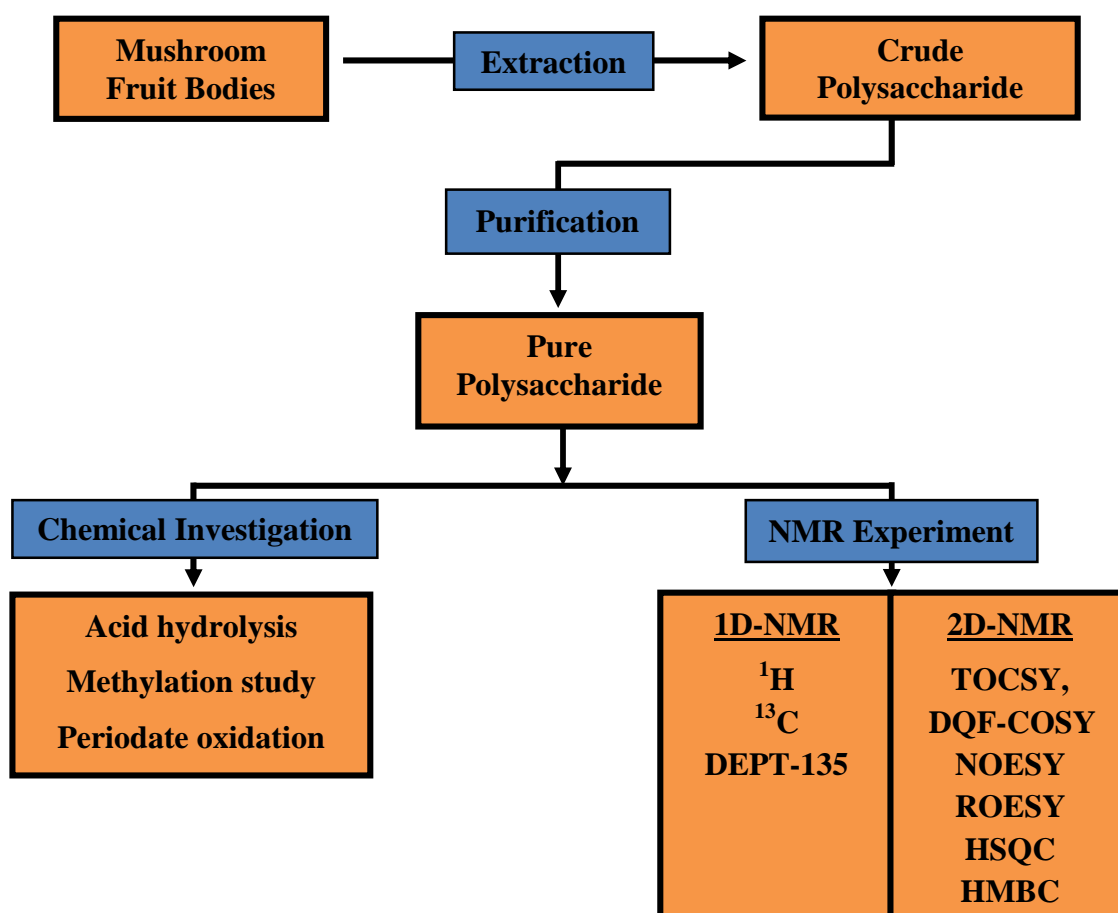 Mushroom
Fruit Bodies
Extraction
Crude
Polysaccharide
Purification
Pure
Polysaccharide
Chemical Investigation
NMR Experiment
Acid hydrolysis
Methylation study
Periodate oxidation
1D-NMR
¹H
¹³C
DEPT-135
2D-NMR
TOCSY,
DQF-COSY
NOESY
ROESY
HSQC
HMBC